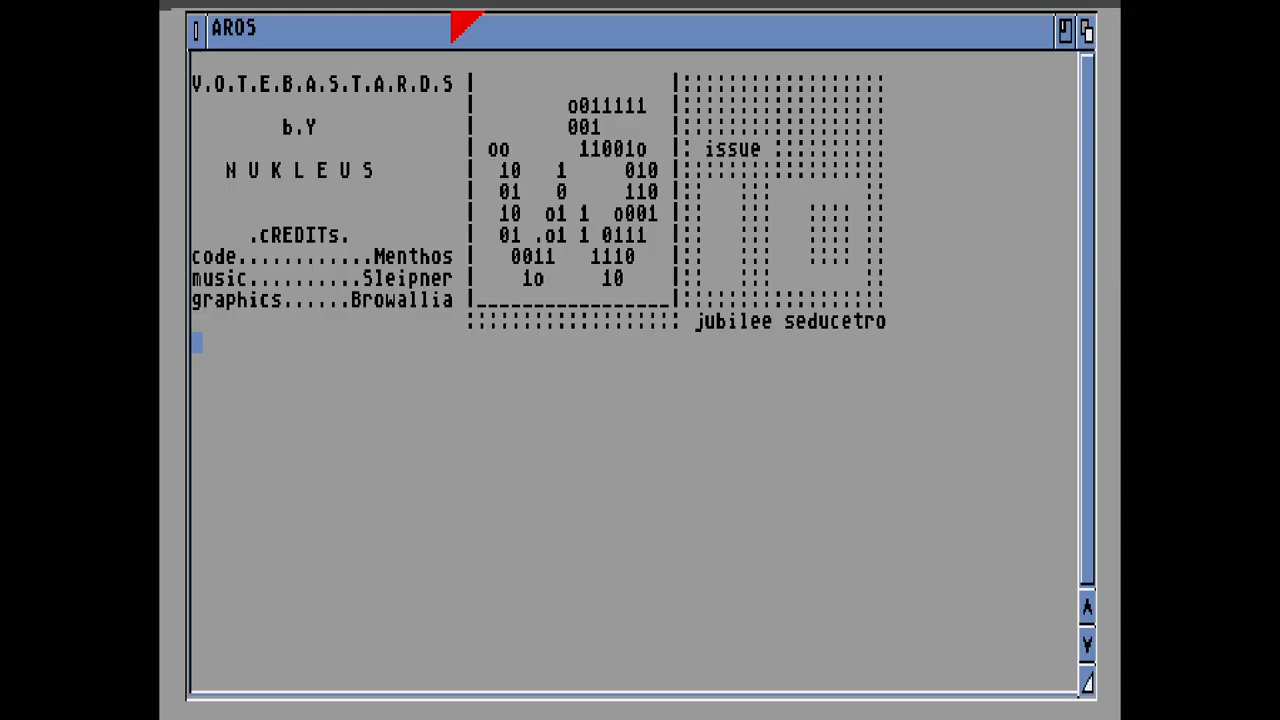 AROS
V.O.T.E.B.A.S.T.A.R.D.S
b.Y
N U K L E U S
.cREDITs.
code............Menthos
music..........Sleipner
graphics......Browallia
o011111
001
oo 11001o
10 1 010
01 0 110
10 o1 1 o001
01 .o1 1 0111
0011 1110
1o 10
issue
jubilee seducetro